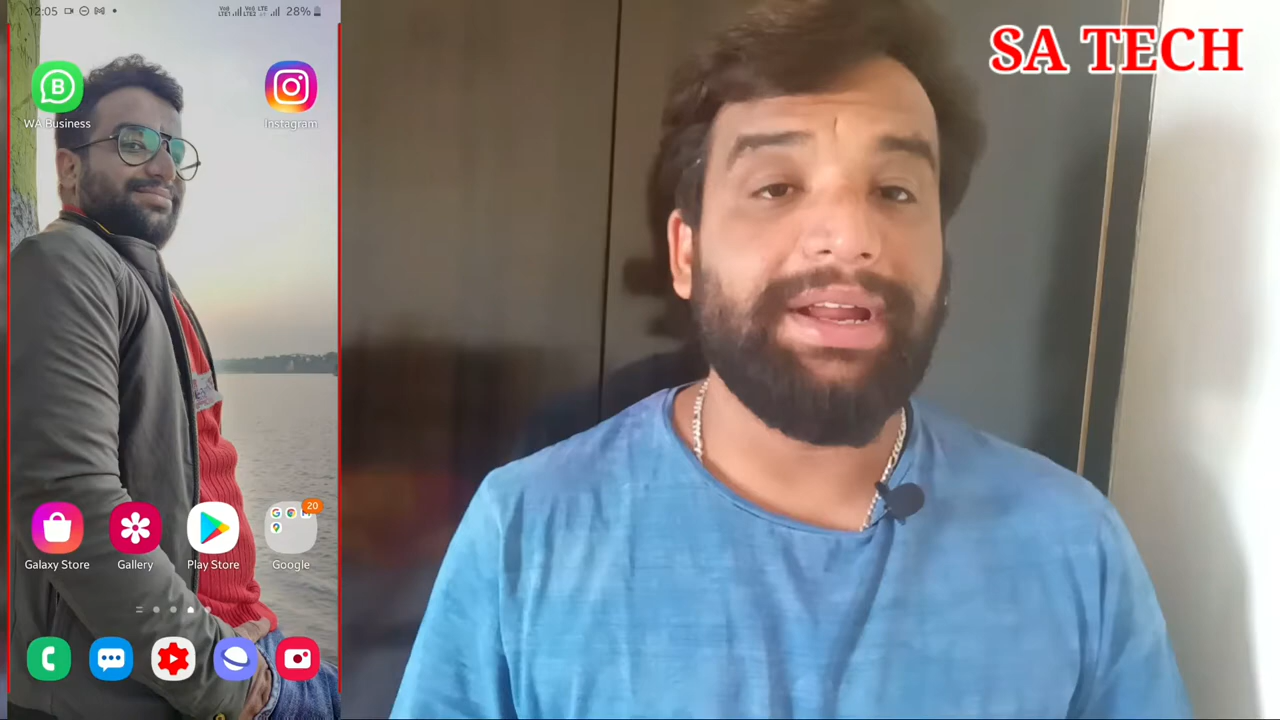 12:05
28%
SA TECH
WA Business
Instagram
20
Galaxy Store
Gallery
Play Store
Google